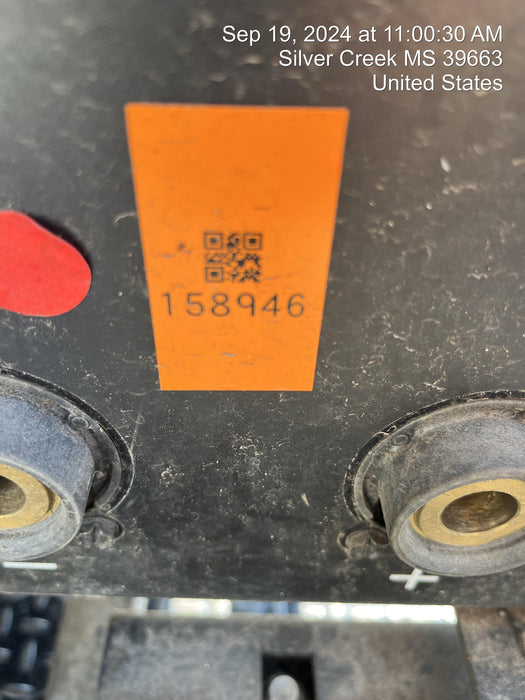 Sep 19, 2024 at 11:00:30 AM
Silver Creek MS 39663
United States
158946
− +